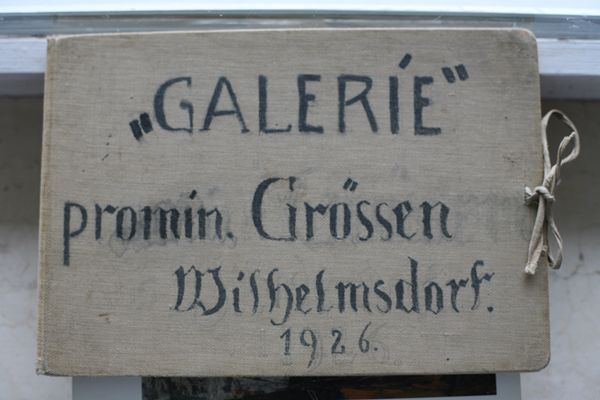 „GALERIE"
promin. Grössen
Wilhelmsdorf.
1926.